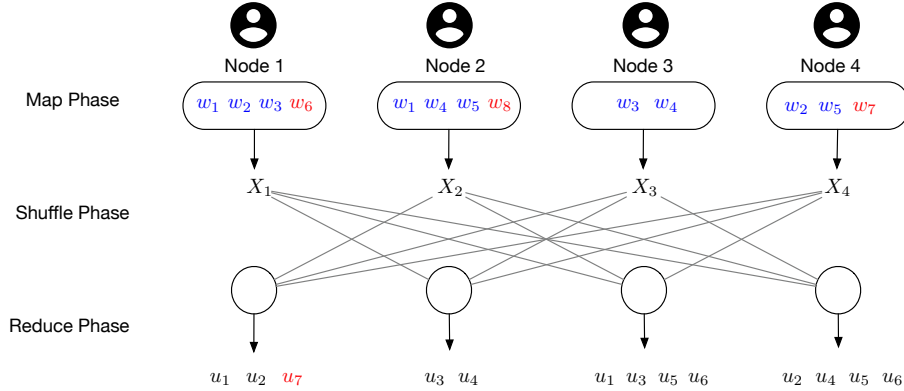 Node 1 Node 2 Node 3 Node 4
Map Phase w₁ w₂ w₃ w₆ w₁ w₄ w₅ w₈ w₃ w₄ w₂ w₅ w₇
X₁ X₂ X₃ X₄
Shuffle Phase
Reduce Phase
u₁ u₂ u₇ u₃ u₄ u₁ u₃ u₅ u₆ u₂ u₄ u₅ u₆